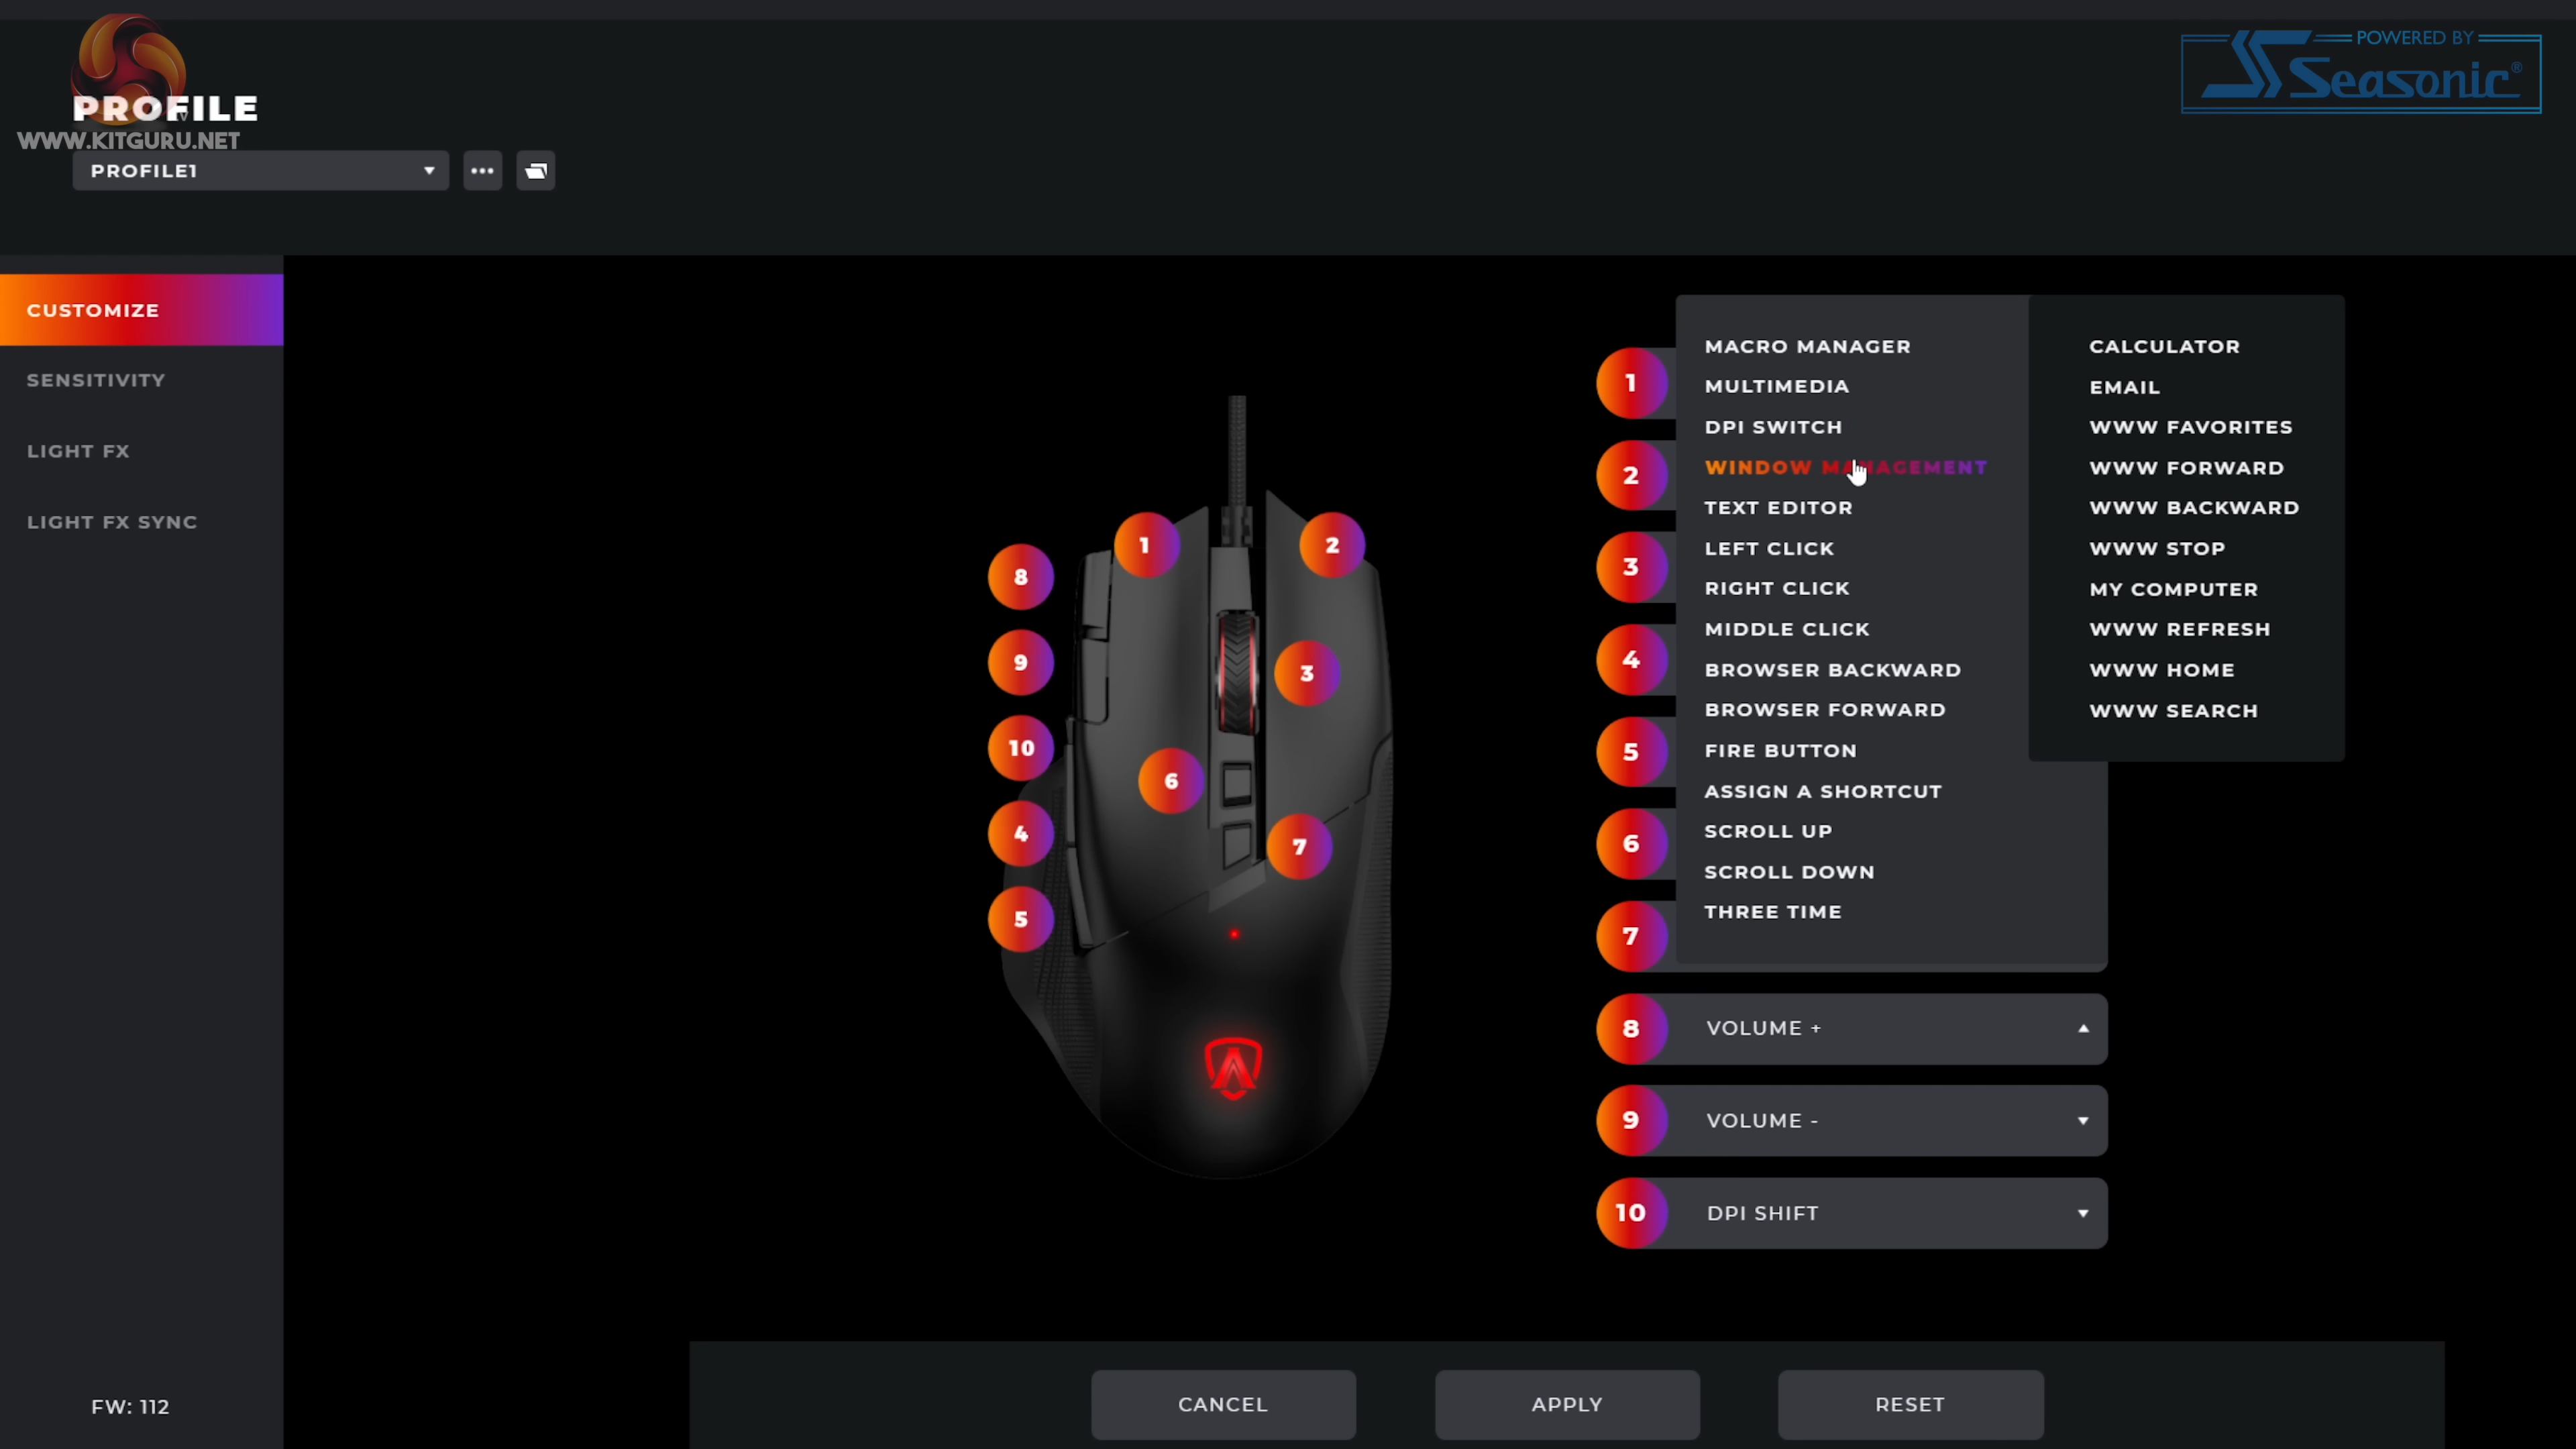 PROFILE
WWW.KITGURU.NET
PROFILE1
POWERED BY
Seasonic®
CUSTOMIZE
SENSITIVITY
LIGHT FX
LIGHT FX SYNC
FW: 112
1
2
8
9
3
10
6
4
7
5
1
2
3
4
5
6
7
MACRO MANAGER
MULTIMEDIA
DPI SWITCH
WINDOW MANAGEMENT
TEXT EDITOR
LEFT CLICK
RIGHT CLICK
MIDDLE CLICK
BROWSER BACKWARD
BROWSER FORWARD
FIRE BUTTON
ASSIGN A SHORTCUT
SCROLL UP
SCROLL DOWN
THREE TIME
CALCULATOR
EMAIL
WWW FAVORITES
WWW FORWARD
WWW BACKWARD
WWW STOP
MY COMPUTER
WWW REFRESH
WWW HOME
WWW SEARCH
8 VOLUME +
9 VOLUME -
10 DPI SHIFT
CANCEL
APPLY
RESET